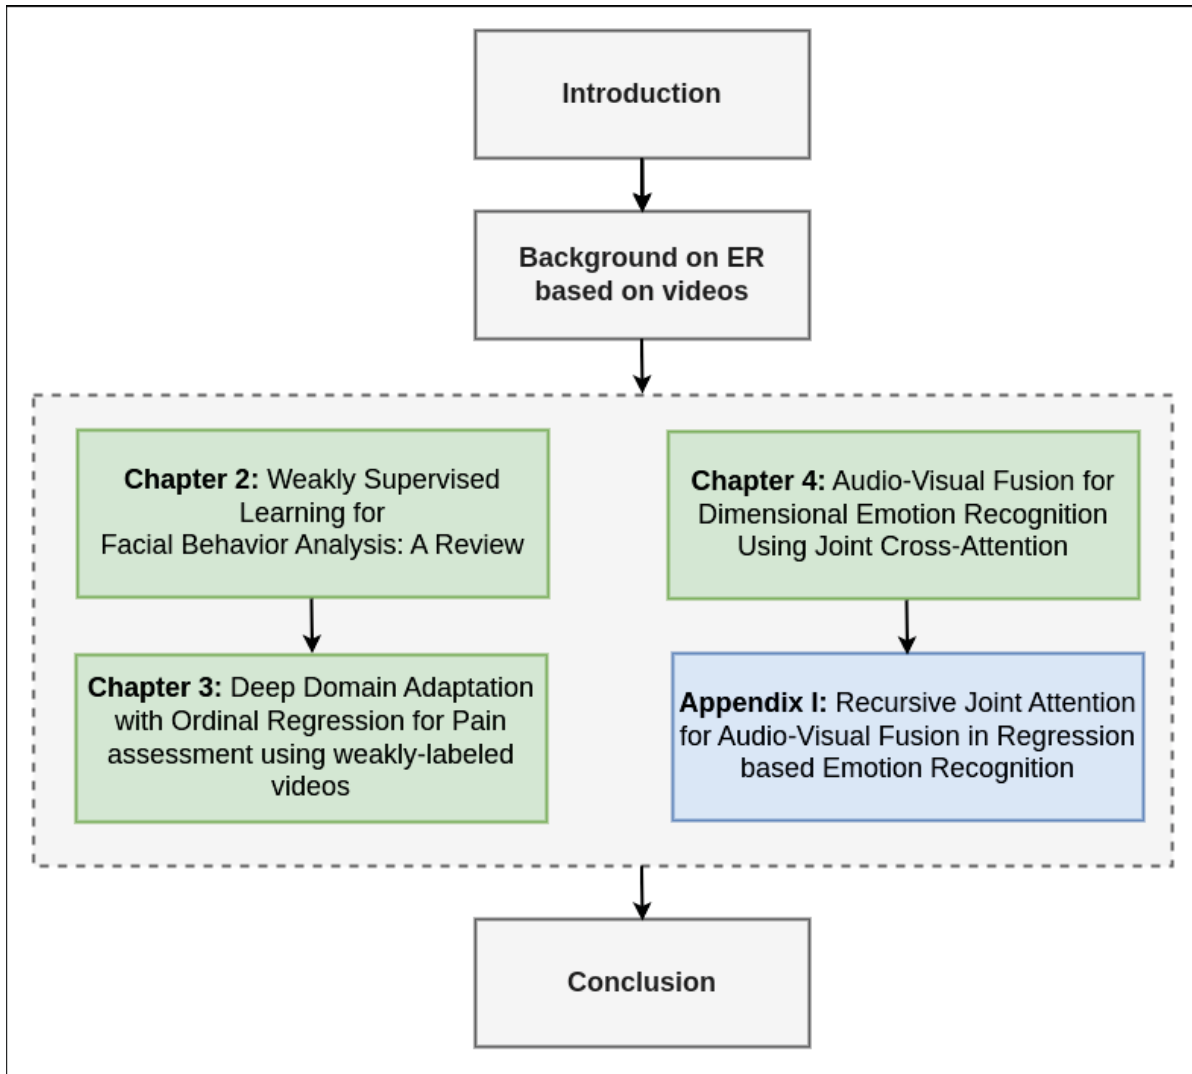 Introduction
Background on ER
based on videos
Chapter 2: Weakly Supervised
Learning for
Facial Behavior Analysis: A Review
Chapter 3: Deep Domain Adaptation
with Ordinal Regression for Pain
assessment using weakly-labeled
videos
Chapter 4: Audio-Visual Fusion for
Dimensional Emotion Recognition
Using Joint Cross-Attention
Appendix I: Recursive Joint Attention
for Audio-Visual Fusion in Regression
based Emotion Recognition
Conclusion